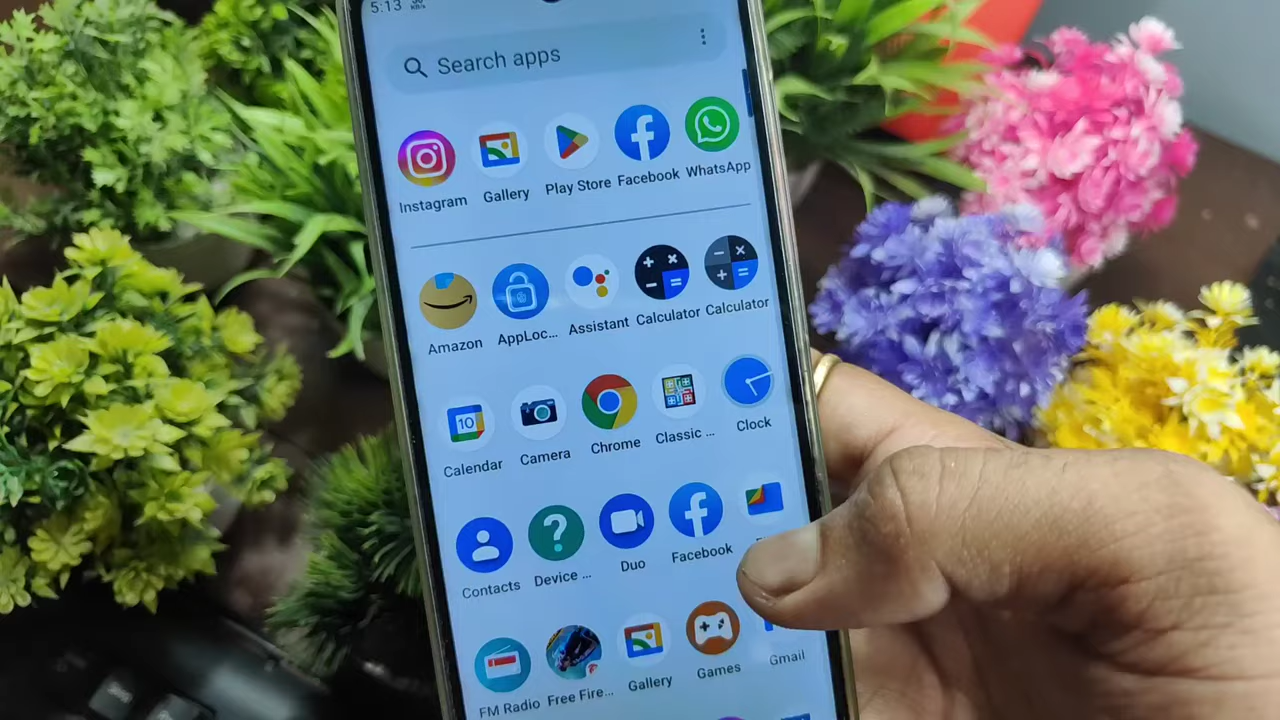 5:13
Search apps
Instagram Gallery Play Store Facebook WhatsApp
Amazon AppLoc... Assistant Calculator Calculator
10
Calendar Camera Chrome Classic ... Clock
Contacts Device ... Duo Facebook
FM Radio Free Fire... Gallery Games Gmail